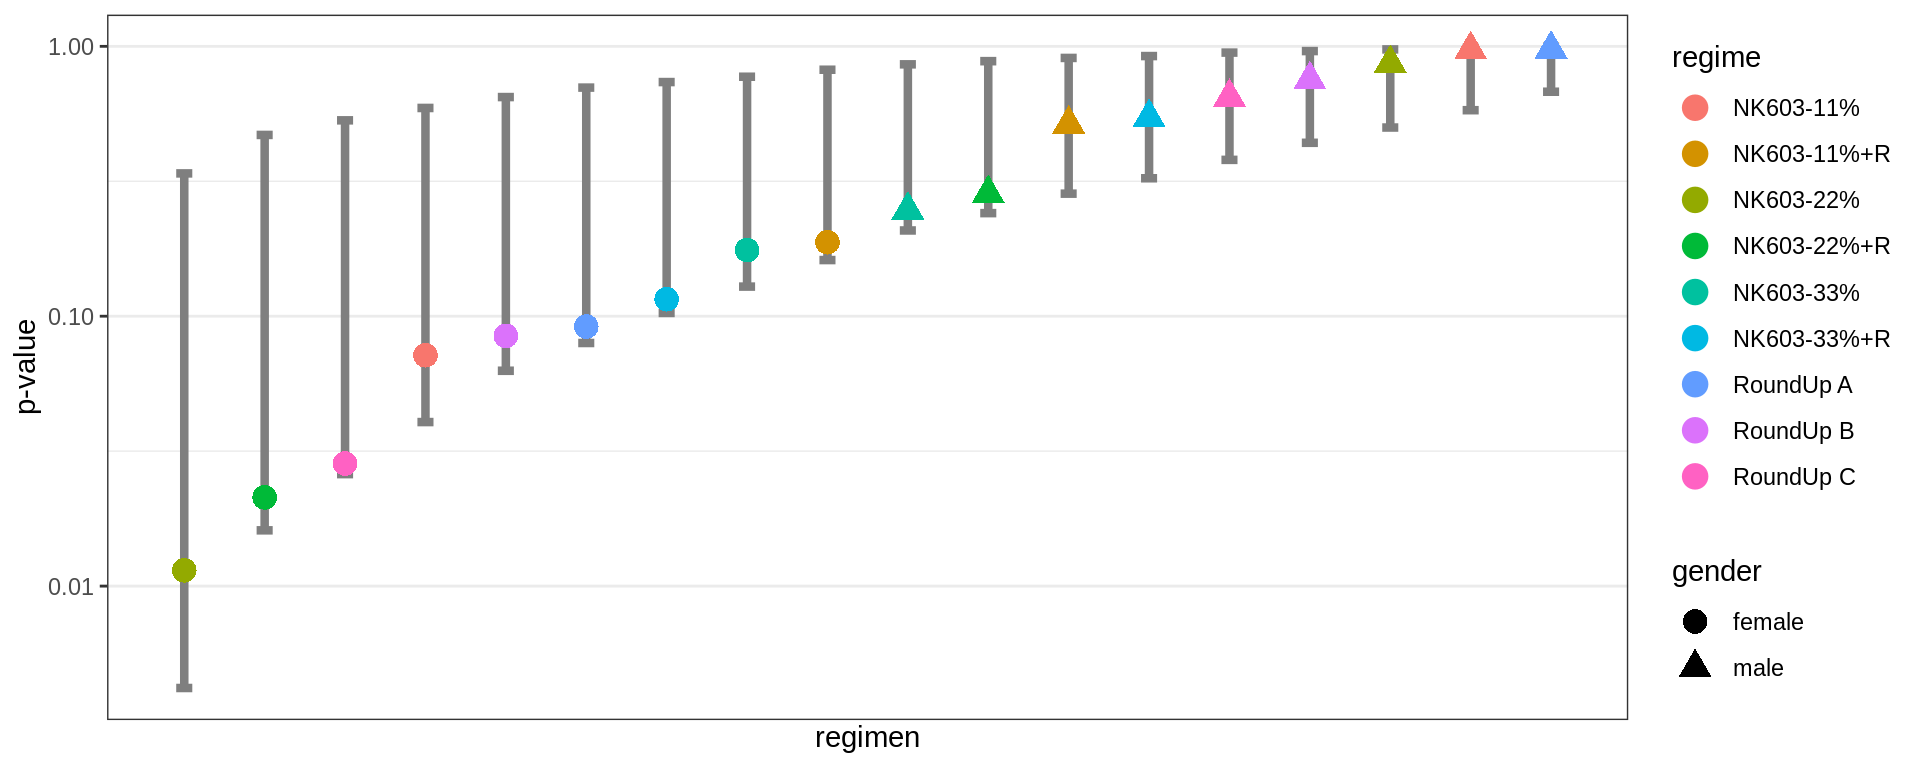 1.00
0.10
0.01
p-value
regimen
regime
NK603-11%
NK603-11%+R
NK603-22%
NK603-22%+R
NK603-33%
NK603-33%+R
RoundUp A
RoundUp B
RoundUp C
gender
female
male